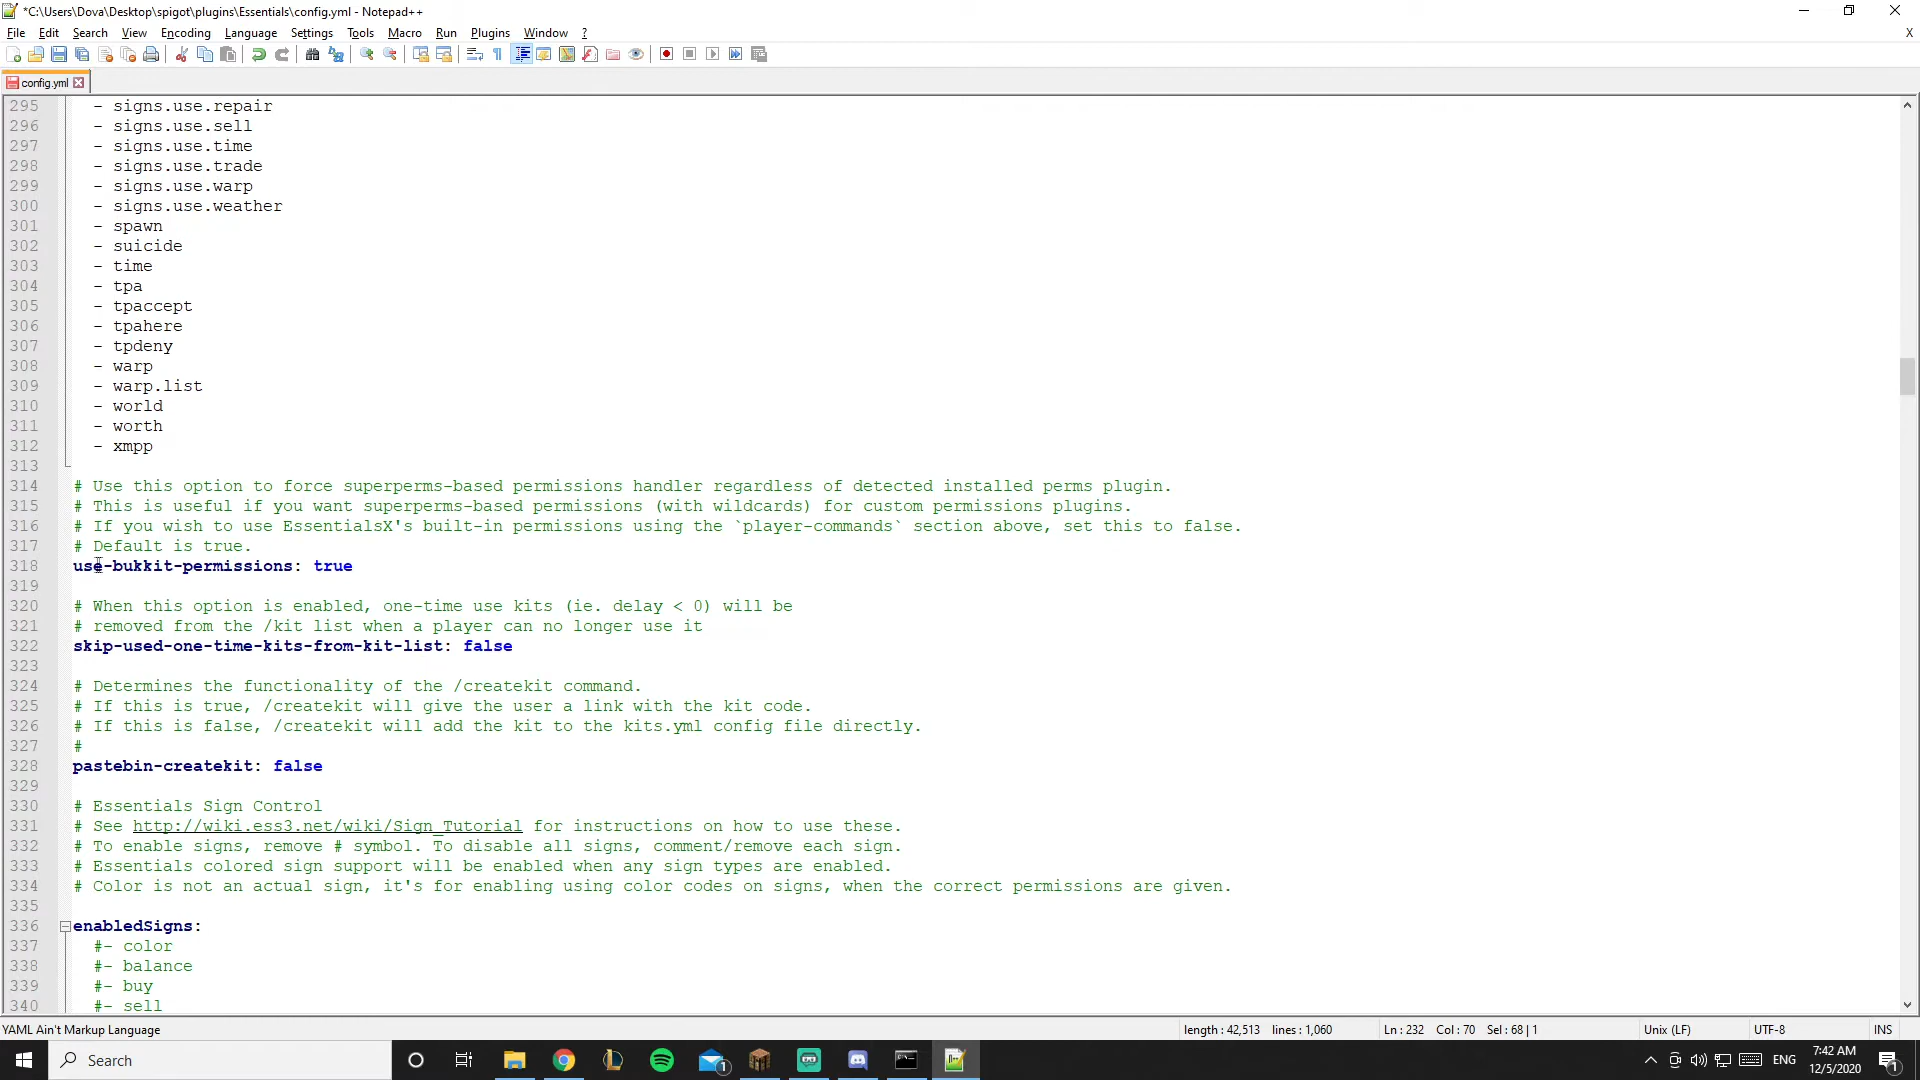 *C:\Users\Dova\Desktop\spigot\plugins\Essentials\config.yml - Notepad++
File Edit Search View Encoding Language Settings Tools Macro Run Plugins Window ? X
config.yml
295 - signs.use.repair
296 - signs.use.sell
297 - signs.use.time
298 - signs.use.trade
299 - signs.use.warp
300 - signs.use.weather
301 - spawn
302 - suicide
303 - time
304 - tpa
305 - tpaccept
306 - tpahere
307 - tpdeny
308 - warp
309 - warp.list
310 - world
311 - worth
312 - xmpp
313
314 # Use this option to force superperms-based permissions handler regardless of detected installed perms plugin.
315 # This is useful if you want superperms-based permissions (with wildcards) for custom permissions plugins.
316 # If you wish to use EssentialsX's built-in permissions using the `player-commands` section above, set this to false.
317 # Default is true.
318 use-bukkit-permissions: true
319
320 # When this option is enabled, one-time use kits (ie. delay < 0) will be
321 # removed from the /kit list when a player can no longer use it
322 skip-used-one-time-kits-from-kit-list: false
323
324 # Determines the functionality of the /createkit command.
325 # If this is true, /createkit will give the user a link with the kit code.
326 # If this is false, /createkit will add the kit to the kits.yml config file directly.
327 #
328 pastebin-createkit: false
329
330 # Essentials Sign Control
331 # See http://wiki.ess3.net/wiki/Sign_Tutorial for instructions on how to use these.
332 # To enable signs, remove # symbol. To disable all signs, comment/remove each sign.
333 # Essentials colored sign support will be enabled when any sign types are enabled.
334 # Color is not an actual sign, it's for enabling using color codes on signs, when the correct permissions are given.
335
336 enabledSigns:
337 #- color
338 #- balance
339 #- buy
340 #- sell
YAML Ain't Markup Language length : 42,513 lines : 1,060 Ln : 232 Col : 70 Sel : 68 | 1 Unix (LF) UTF-8 INS
Search 1 ENG 7:42 AM 1
12/5/2020